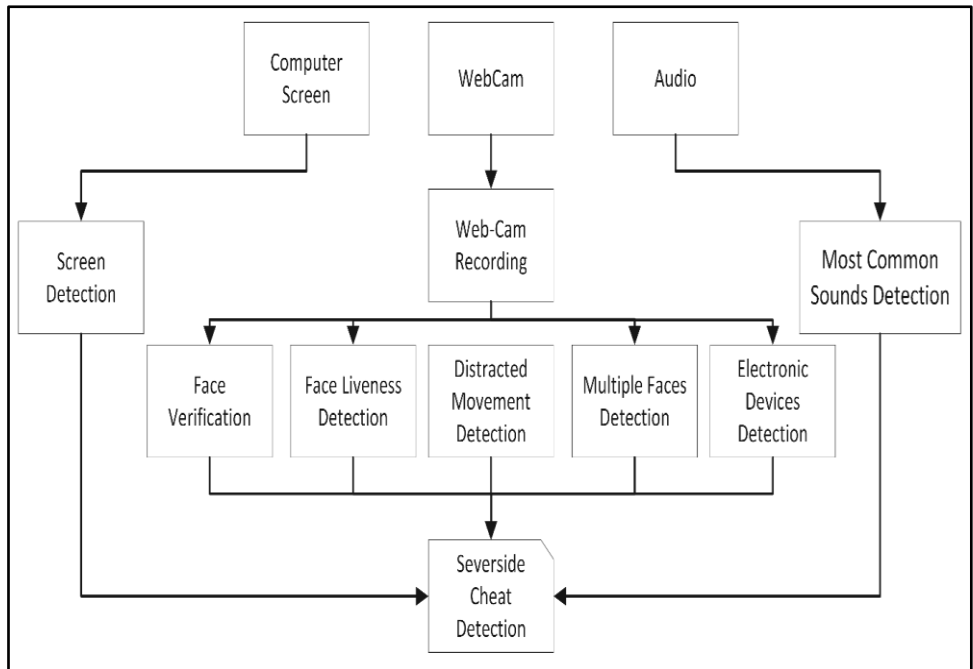 Computer
Screen
WebCam
Audio
Screen
Detection
Web-Cam
Recording
Most Common
Sounds Detection
Face
Verification
Face Liveness
Detection
Distracted
Movement
Detection
Multiple Faces
Detection
Electronic
Devices
Detection
Severside
Cheat
Detection